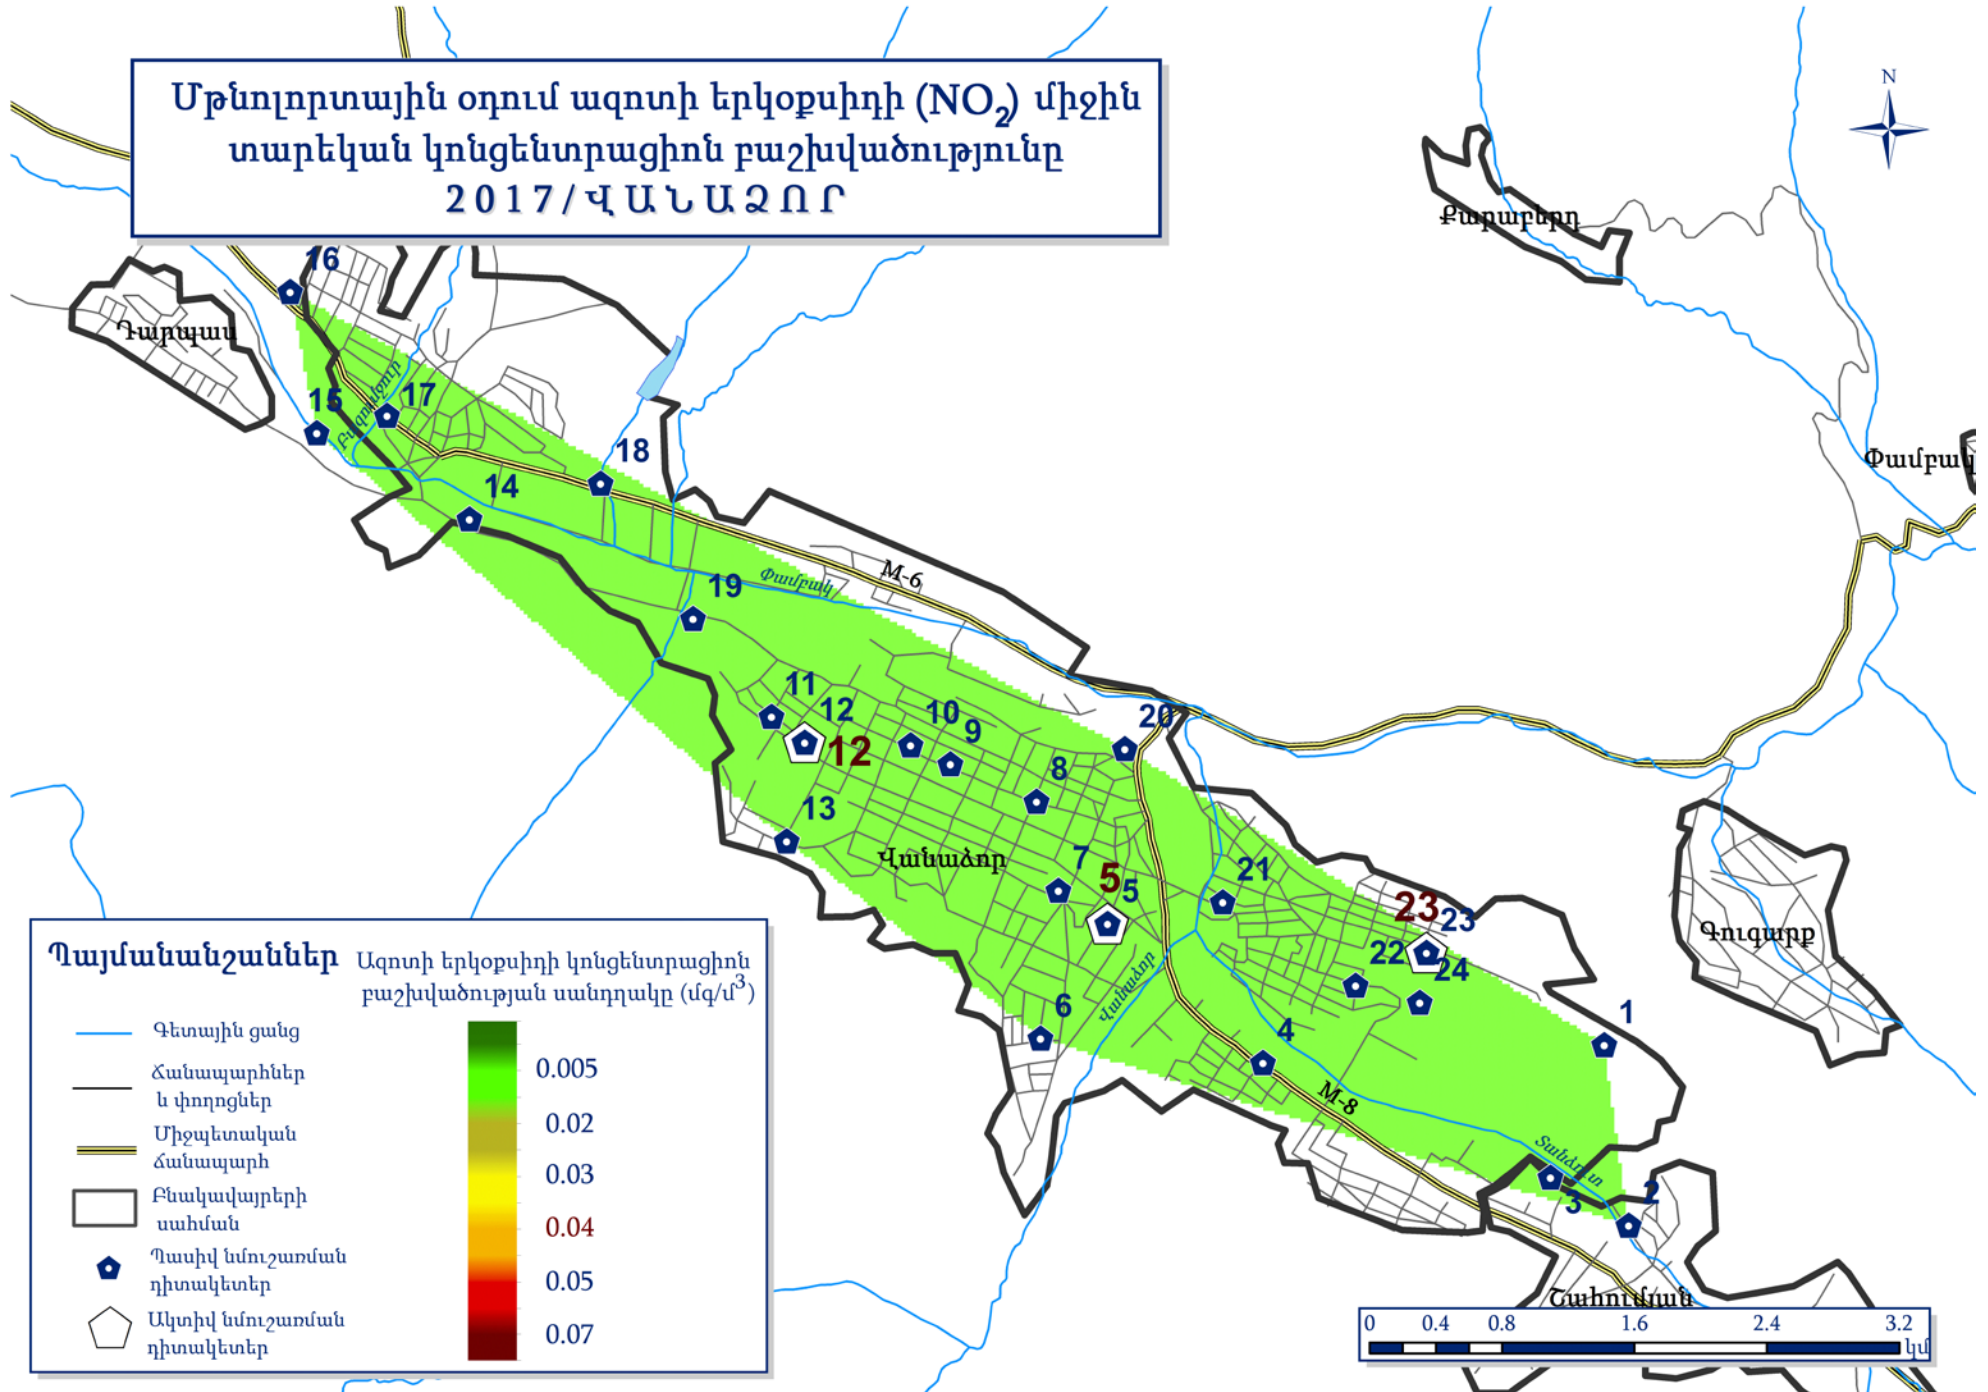 Մթնոլորտային օդում ազոտի երկօքսիդի (NO2) միջին
տարեկան կոնցենտրացիոն բաշխվածությունը
2017/ՎԱՆԱՁՈՐ
N
Քարաբերդ
16
Դարպաս
Բազումջուր
15
17
18
14
Փամբակ
19
Փամբակ
M-6
11
12
12
10
9
20
8
13
Վանաձոր
7
5
5
21
23
23
22
24
Գուգարք
Վանաձոր
6
4
1
M-8
Տանձուտ
3
2
Շահումյան
Պայմանանշաններ
Գետային ցանց
Ճանապարհներ
և փողոցներ
Միջպետական
ճանապարհ
Բնակավայրերի
սահման
Պասիվ նմուշառման
դիտակետեր
Ակտիվ նմուշառման
դիտակետեր
Ազոտի երկօքսիդի կոնցենտրացիոն
բաշխվածության սանդղակը (մգ/մ3)
0.005
0.02
0.03
0.04
0.05
0.07
0 0.4 0.8 1.6 2.4 3.2
կմ